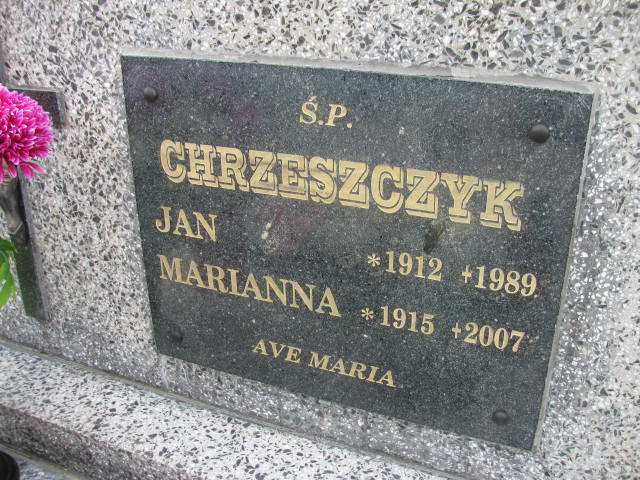 Ś.P.
CHRZESZCZYK
JAN
*1912 +1989
MARIANNA
*1915 +2007
AVE MARIA